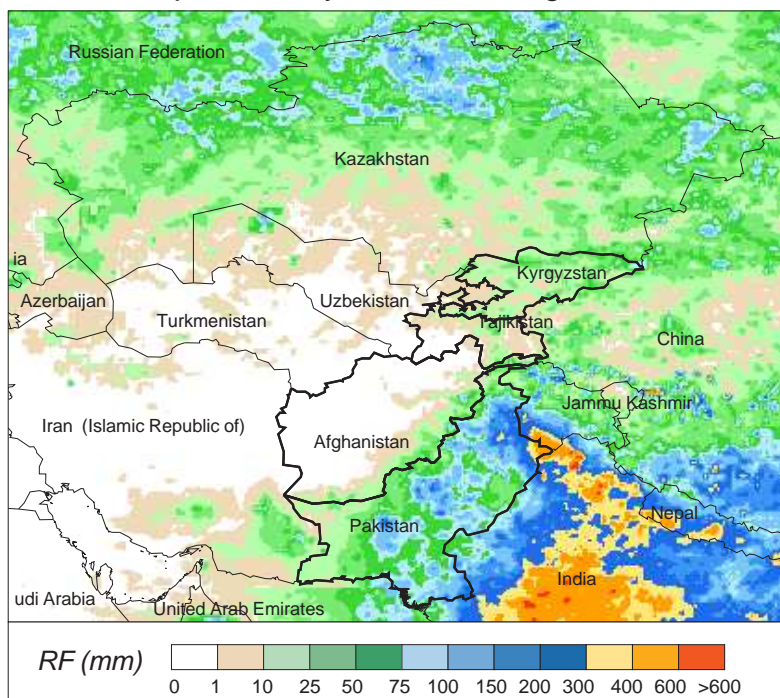 Russian Federation
Kazakhstan
ia
Kyrgyzstan
Azerbaijan
Uzbekistan
Turkmenistan
Tajikistan
China
Jammu Kashmir
Iran (Islamic Republic of)
Afghanistan
Nepal
Pakistan
India
udi Arabia
United Arab Emirates
RF (mm)
0 1 10 25 50 75 100 150 200 300 400 600 >600